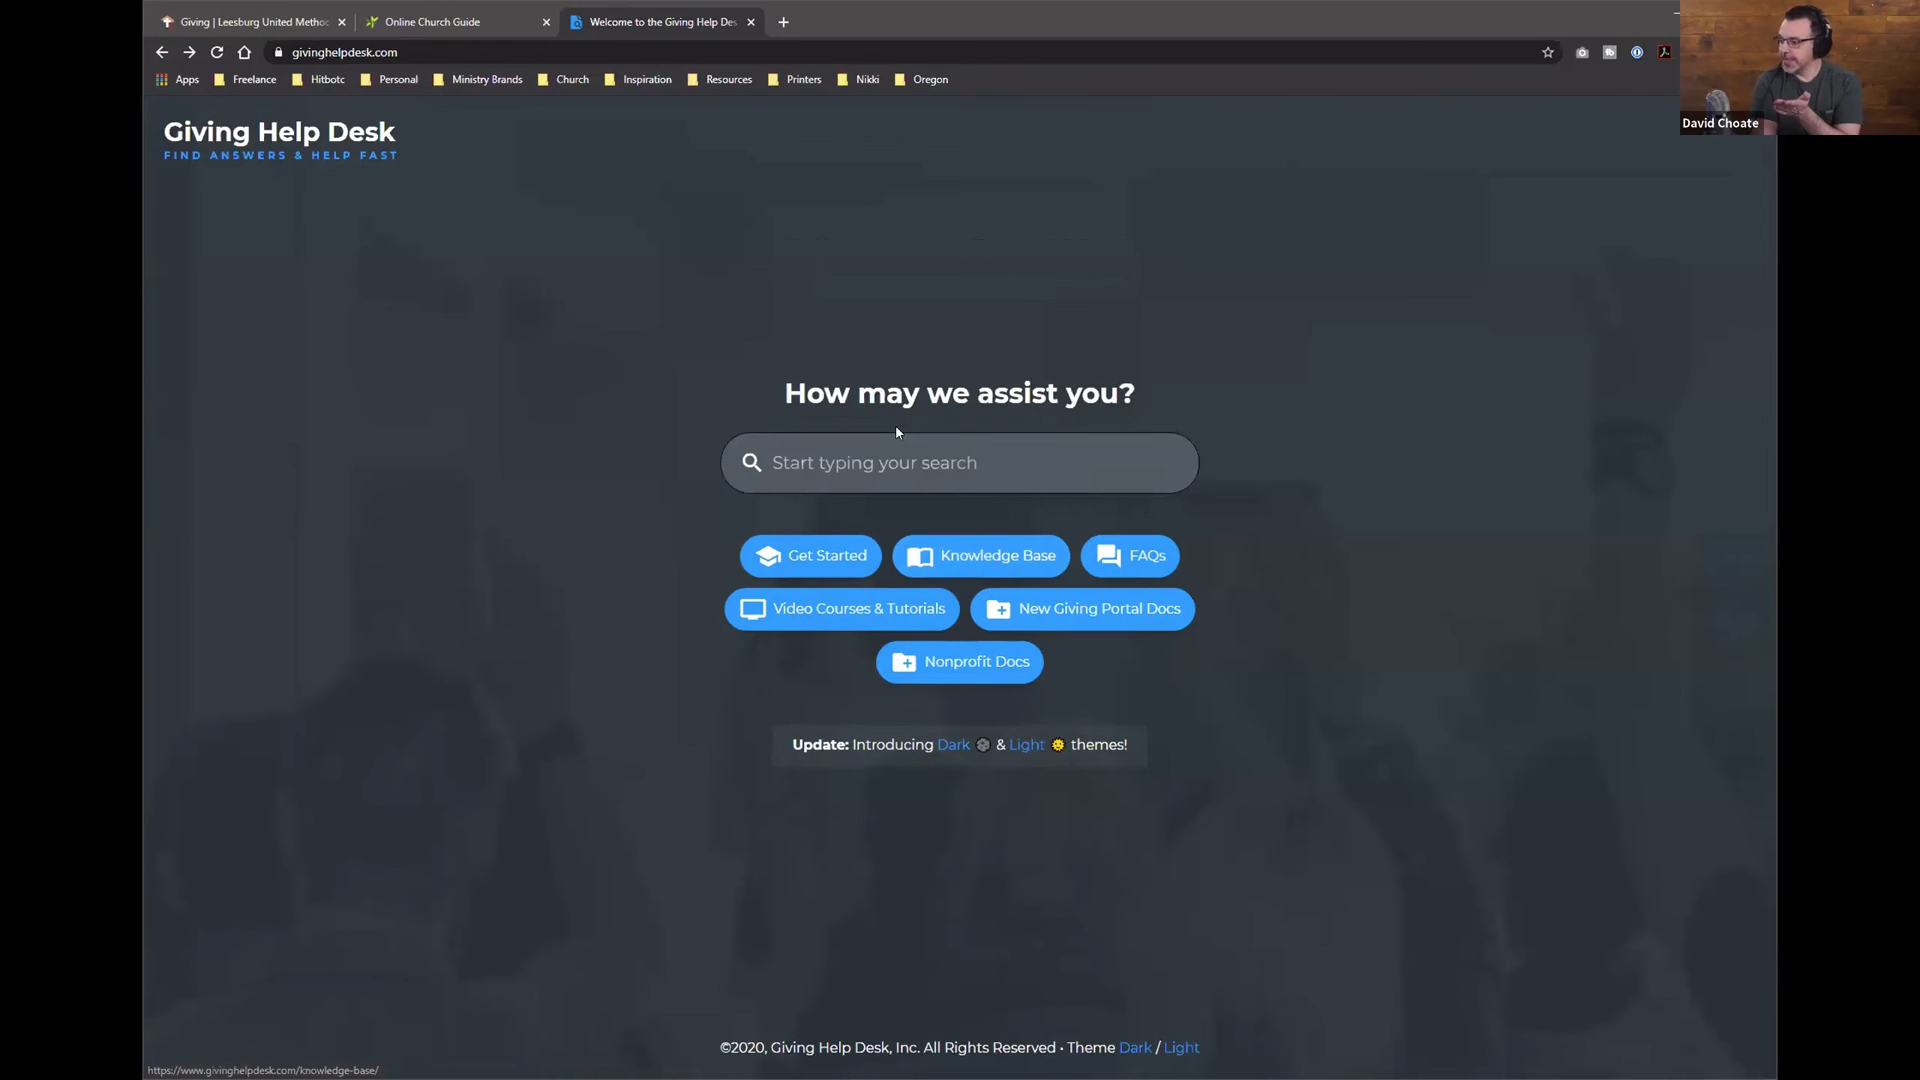 Giving | Leesburg United Metho
Online Church Guide
Welcome to the Giving Help Des
givinghelpdesk.com
Apps
Freelance
Hitbotc
Personal
Ministry Brands
Church
Inspiration
Resources
Printers
Nikki
Oregon
David Choate
Giving Help Desk
FIND ANSWERS & HELP FAST
How may we assist you?
Start typing your search
Get Started
Knowledge Base
FAQs
Video Courses & Tutorials
New Giving Portal Docs
Nonprofit Docs
Update: Introducing Dark & Light themes!
©2020, Giving Help Desk, Inc. All Rights Reserved • Theme Dark / Light
https://www.givinghelpdesk.com/knowledge-base/